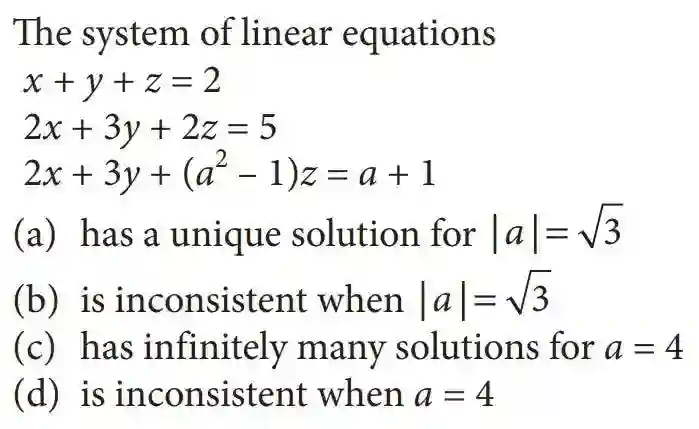 The system of linear equations
x + y + z = 2
2x + 3y + 2z = 5
2x + 3y + (a² – 1)z = a + 1
(a) has a unique solution for |a| = √3
(b) is inconsistent when |a| = √3
(c) has infinitely many solutions for a = 4
(d) is inconsistent when a = 4